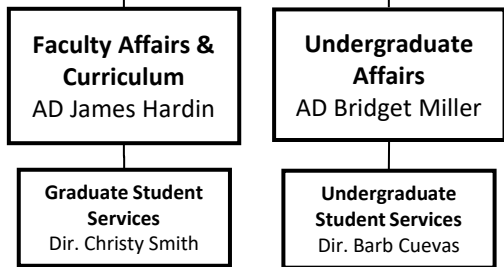 Faculty Affairs &
Curriculum
AD James Hardin
Graduate Student
Services
Dir. Christy Smith
Undergraduate
Affairs
AD Bridget Miller
Undergraduate
Student Services
Dir. Barb Cuevas